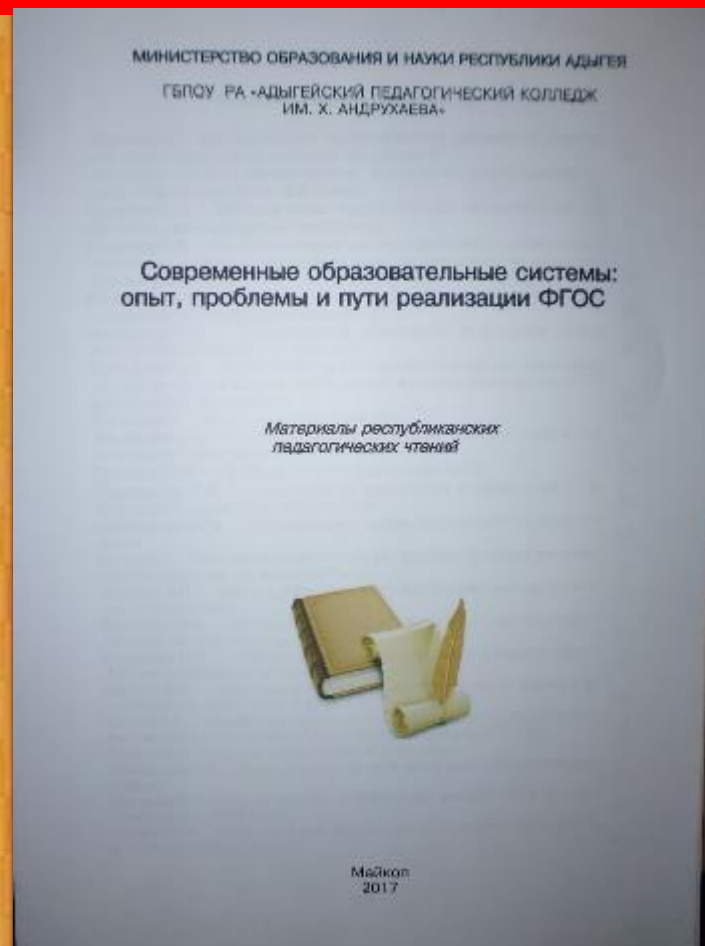 МИНИСТЕРСТВО ОБРАЗОВАНИЯ И НАУКИ РЕСПУБЛИКИ АДЫГЕЯ
ГБПОУ РА «АДЫГЕЙСКИЙ ПЕДАГОГИЧЕСКИЙ КОЛЛЕДЖ
ИМ. Х. АНДРУХАЕВА»
Современные образовательные системы:
опыт, проблемы и пути реализации ФГОС
Материалы республиканских
педагогических чтений
Майкоп
2017